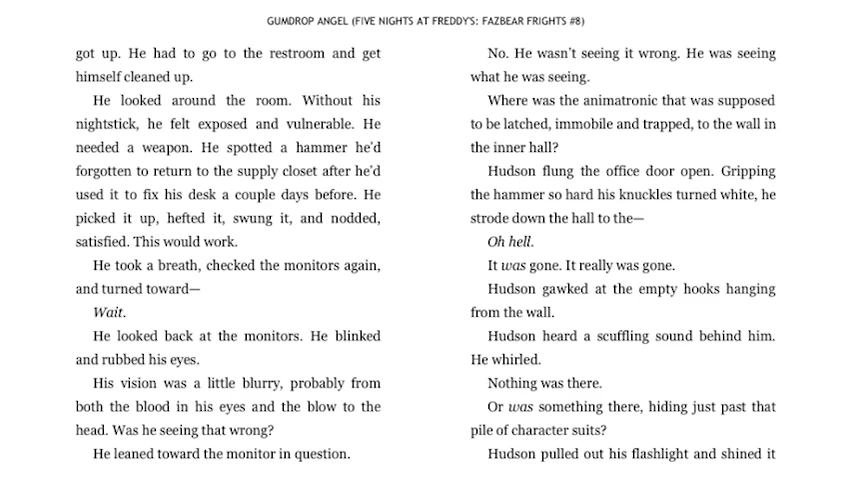 GUMDROP ANGEL (FIVE NIGHTS AT FREDDY'S: FAZBEAR FRIGHTS #8)
got up. He had to go to the restroom and get
himself cleaned up.
He looked around the room. Without his
nightstick, he felt exposed and vulnerable. He
needed a weapon. He spotted a hammer he'd
forgotten to return to the supply closet after he'd
used it to fix his desk a couple days before. He
picked it up, hefted it, swung it, and nodded,
satisfied. This would work.
He took a breath, checked the monitors again,
and turned toward—
Wait.
He looked back at the monitors. He blinked
and rubbed his eyes.
His vision was a little blurry, probably from
both the blood in his eyes and the blow to the
head. Was he seeing that wrong?
He leaned toward the monitor in question.
No. He wasn't seeing it wrong. He was seeing
what he was seeing.
Where was the animatronic that was supposed
to be latched, immobile and trapped, to the wall in
the inner hall?
Hudson flung the office door open. Gripping
the hammer so hard his knuckles turned white, he
strode down the hall to the—
Oh hell.
It was gone. It really was gone.
Hudson gawked at the empty hooks hanging
from the wall.
Hudson heard a scuffling sound behind him.
He whirled.
Nothing was there.
Or was something there, hiding just past that
pile of character suits?
Hudson pulled out his flashlight and shined it